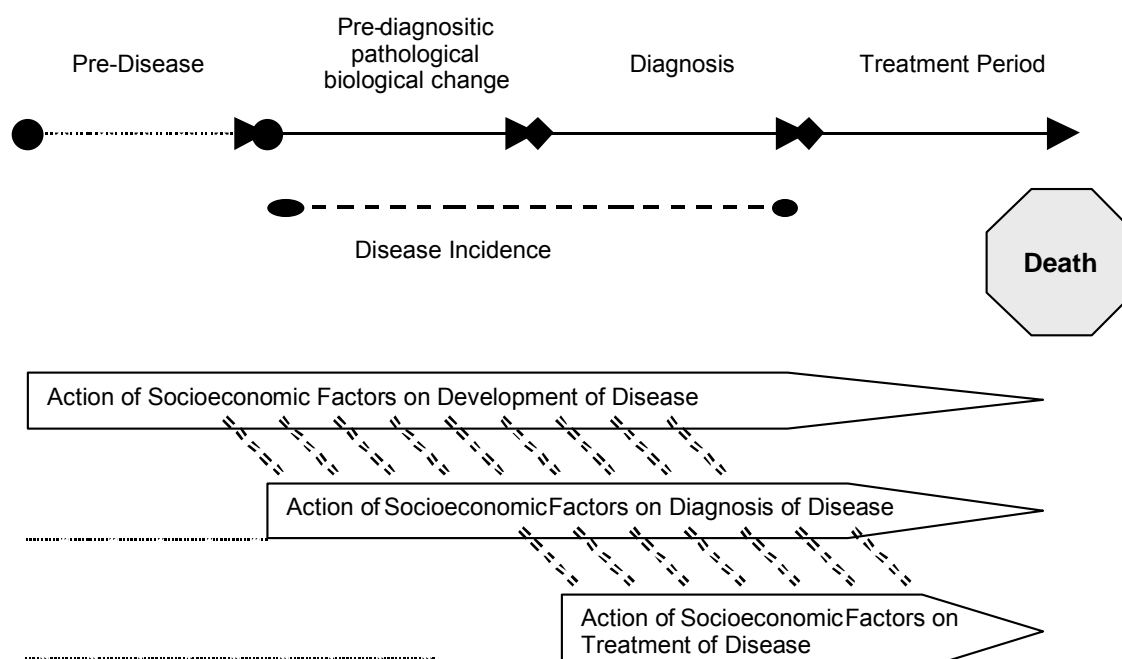 Pre-Disease
Pre-diagnositic
pathological
biological change
Diagnosis
Treatment Period
Disease Incidence
Death
Action of Socioeconomic Factors on Development of Disease
Action of Socioeconomic Factors on Diagnosis of Disease
Action of Socioeconomic Factors on
Treatment of Disease